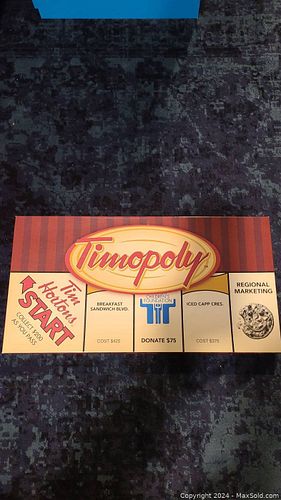 Timopoly
Tim
Hortons
START
COLLECT $200
AS YOU PASS
BREAKFAST
SANDWICH BLVD.
COST $425
FOUNDATION
DONATE $75
ICED CAPP CRES.
COST $375
REGIONAL
MARKETING
Copyright 2024 - MaxSold.com